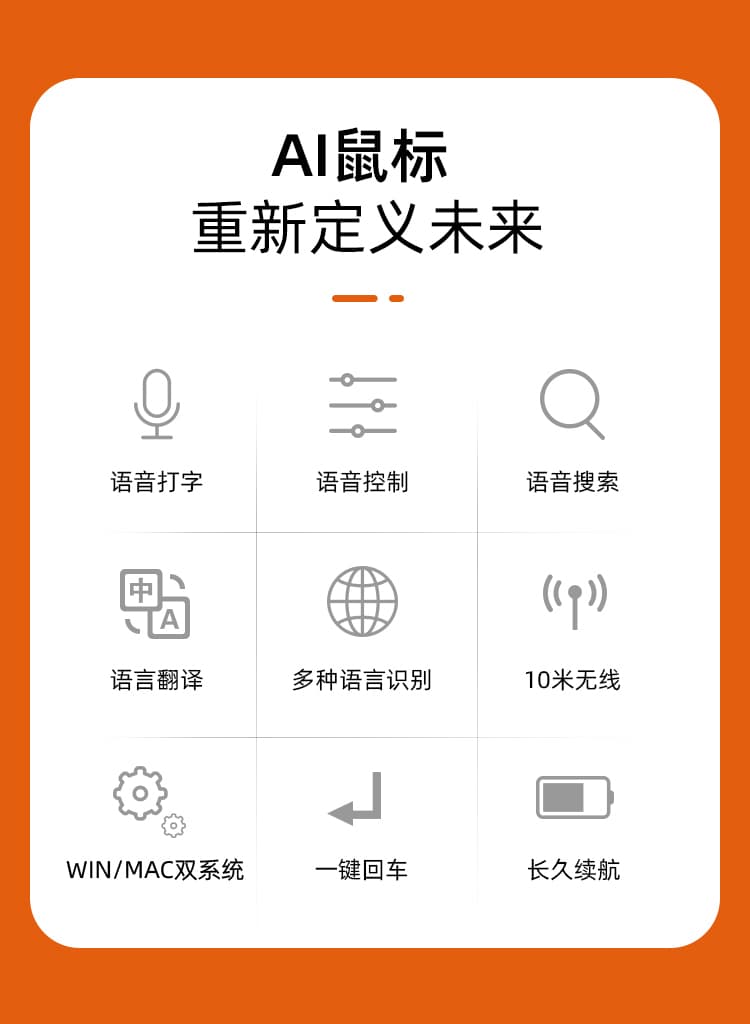 AI鼠标
重新定义未来
语音打字
语音控制
语音搜索
中
A
语言翻译
多种语言识别
10米无线
WIN/MAC双系统
一键回车
长久续航